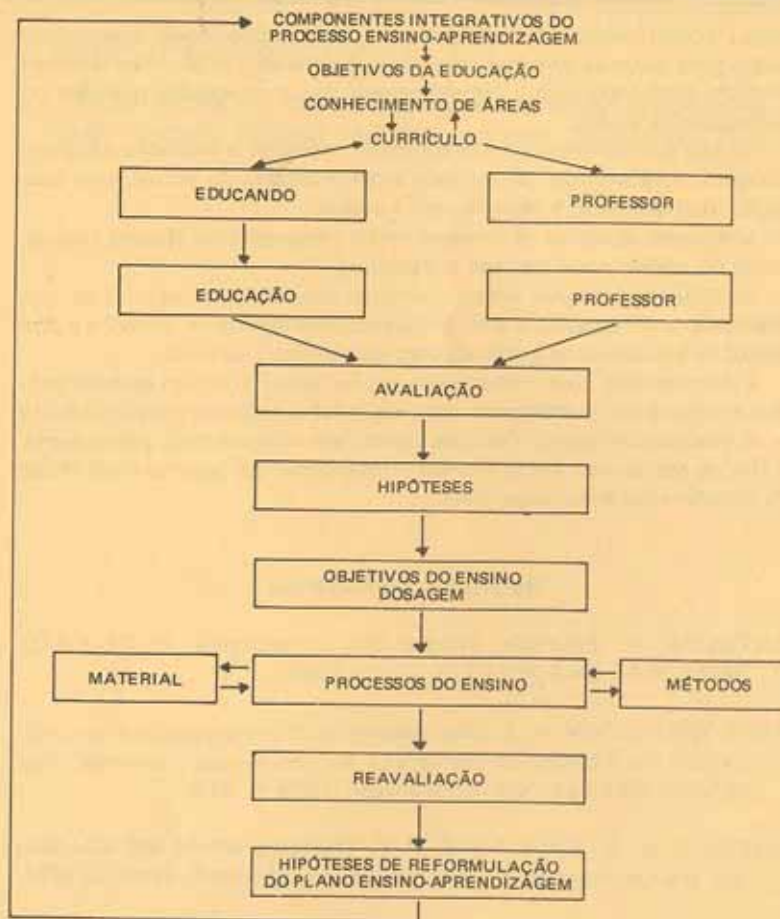 COMPONENTES INTEGRATIVOS DO
PROCESSO ENSINO-APRENDIZAGEM
OBJETIVOS DA EDUCAÇÃO
CONHECIMENTO DE ÁREAS
CURRÍCULO
EDUCANDO
PROFESSOR
EDUCAÇÃO
PROFESSOR
AVALIAÇÃO
HIPÓTESES
OBJETIVOS DO ENSINO
DOSAGEM
MATERIAL
PROCESSOS DO ENSINO
MÉTODOS
REAVALIAÇÃO
HIPÓTESES DE REFORMULAÇÃO
DO PLANO ENSINO-APRENDIZAGEM